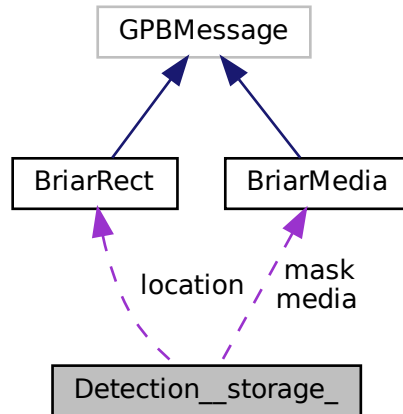 GPBMessage
BriarRect
BriarMedia
location
mask
media
Detection__storage_